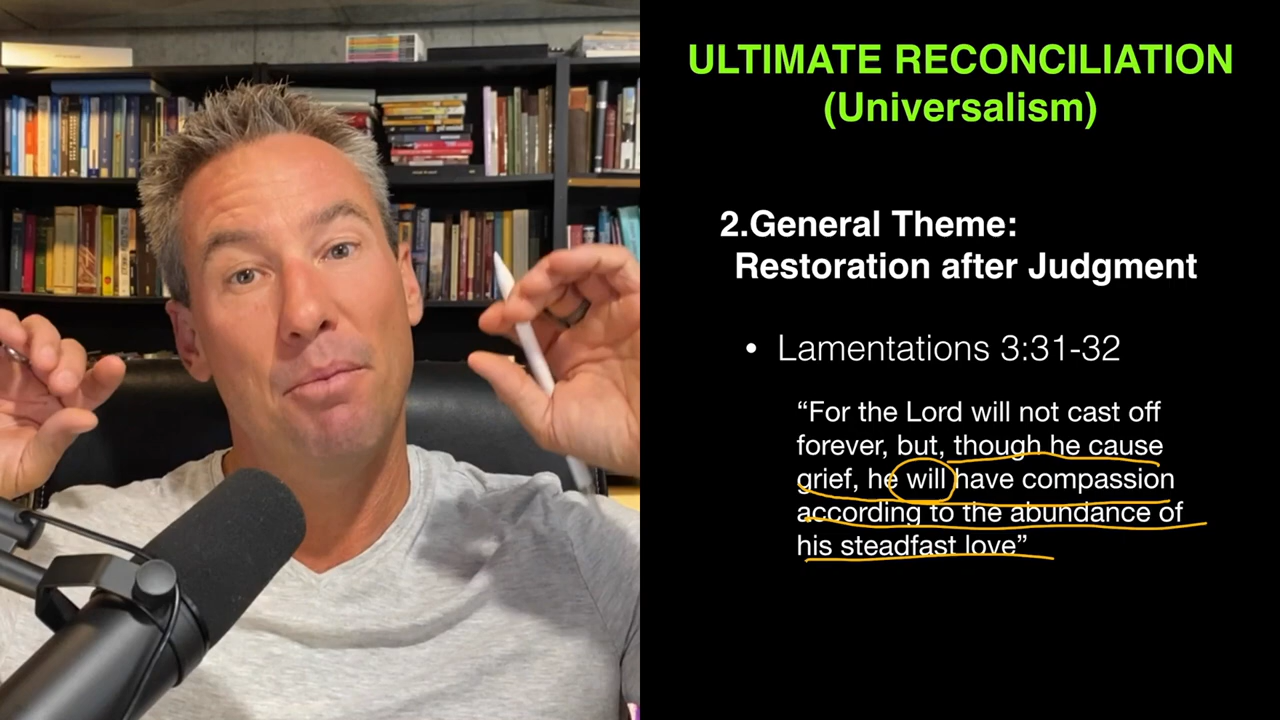 ULTIMATE RECONCILIATION
(Universalism)
2.General Theme:
Restoration after Judgment
• Lamentations 3:31-32
“For the Lord will not cast off
forever, but, though he cause
grief, he will have compassion
according to the abundance of
his steadfast love”